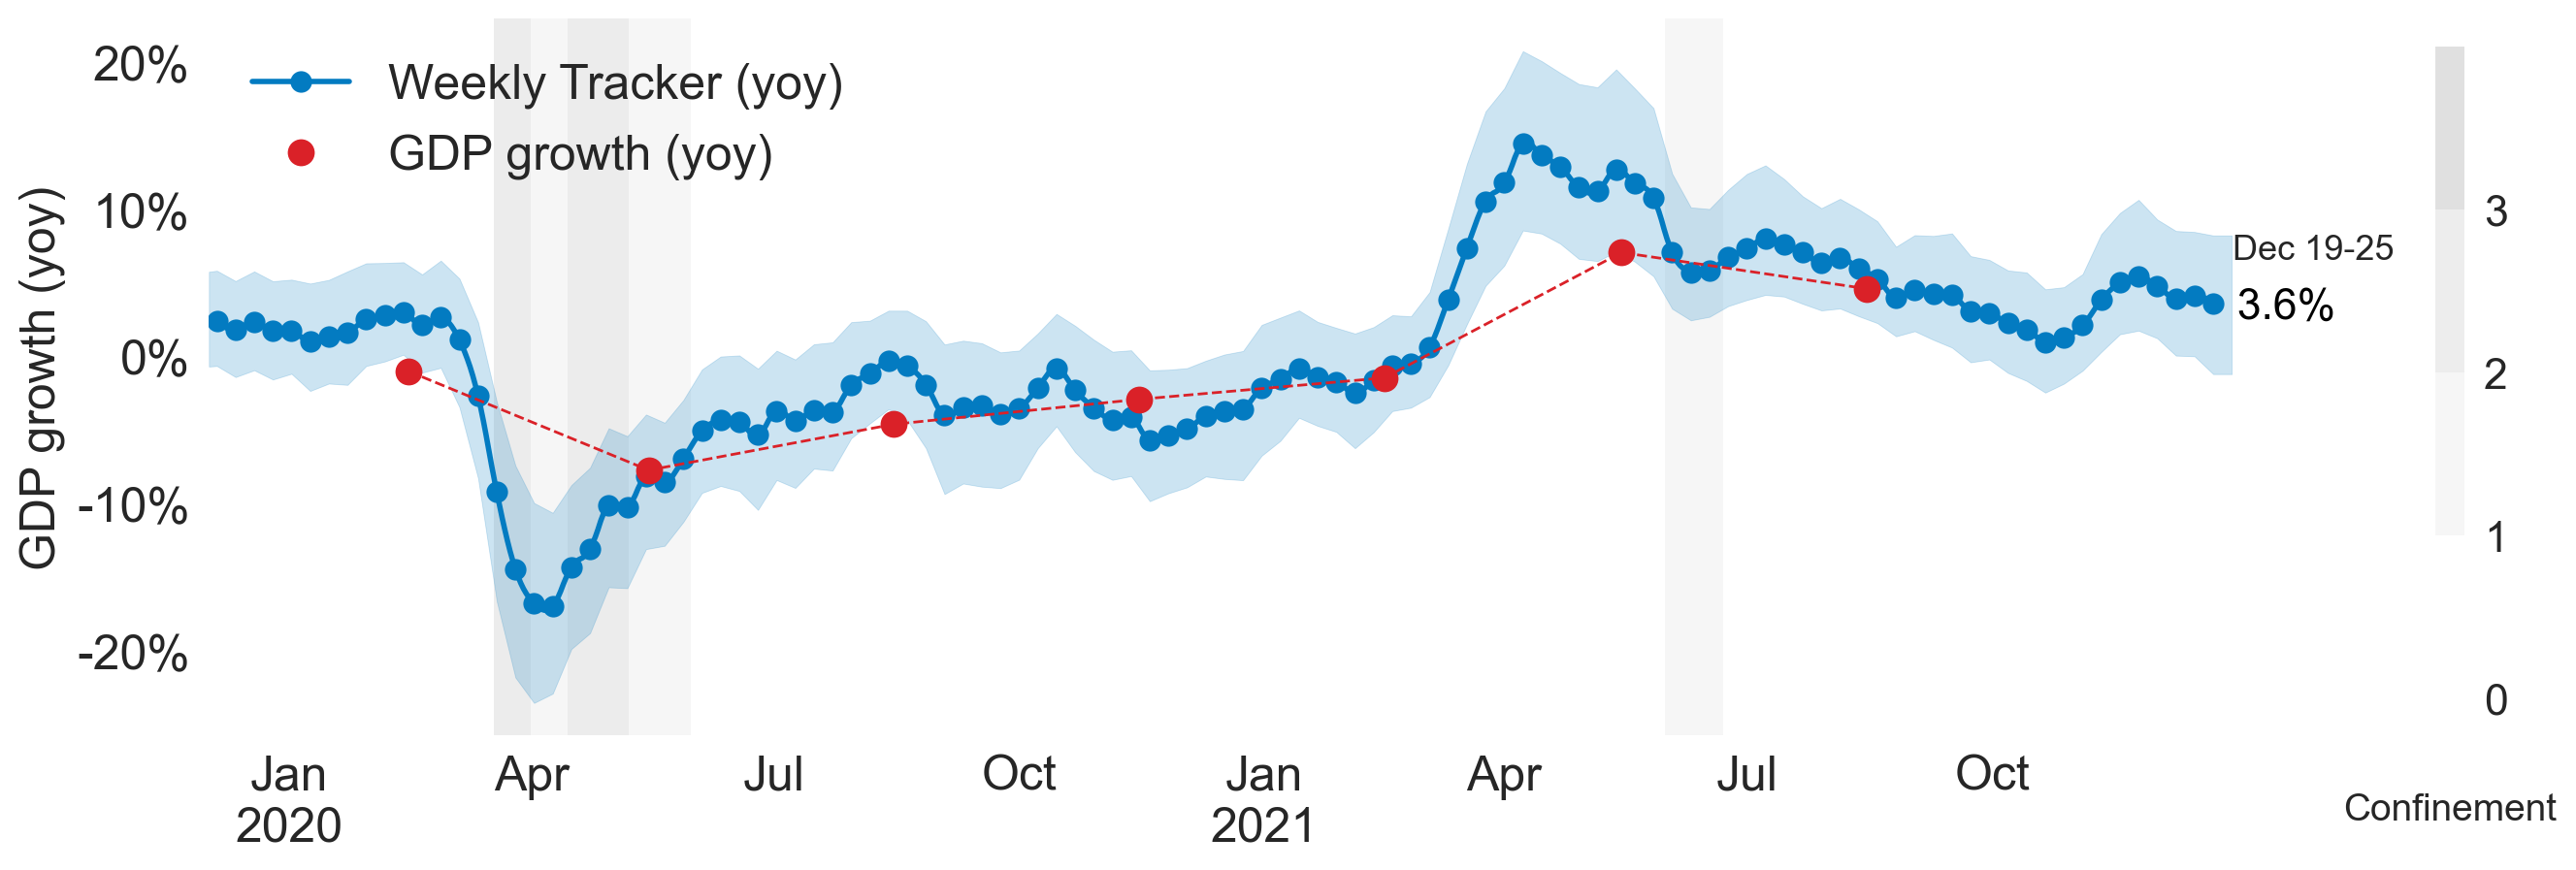 Weekly Tracker (yoy)
GDP growth (yoy)
GDP growth (yoy)
20%
10%
0%
-10%
-20%
Dec 19-25
3.6%
3
2
1
0
Confinement
Jan Apr Jul Oct Jan Apr Jul Oct
2020 2021